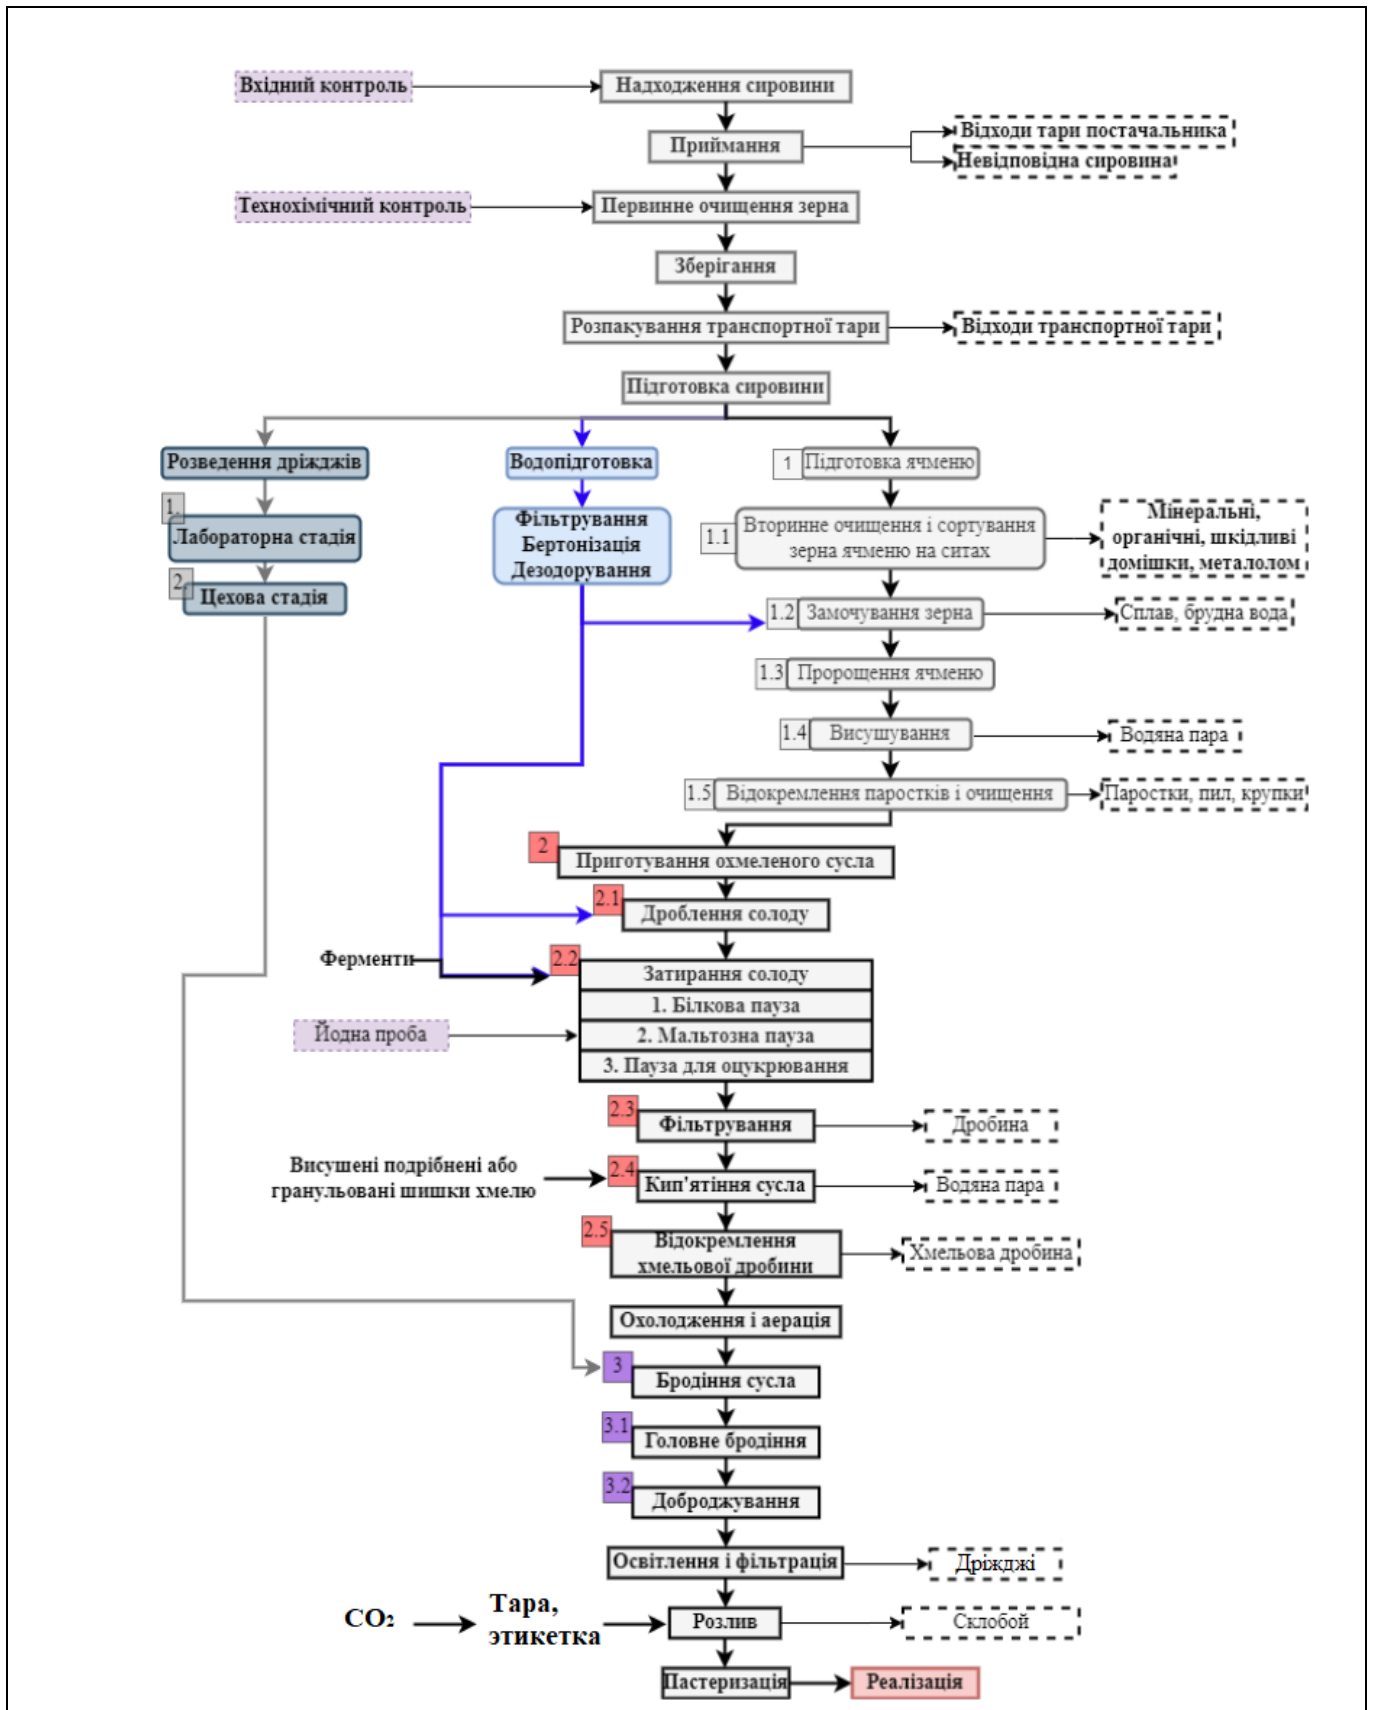 Вхідний контроль
Надходження сировини
Приймання
Відходи тари постачальника
Невідповідна сировина
Технохімічний контроль
Первинне очищення зерна
Зберігання
Розпакування транспортної тари
Відходи транспортної тари
Підготовка сировини
Розведення дріжджів
Водопідготовка
1
Підготовка ячменю
1.
Лабораторна стадія
Фільтрування
Бертонізація
Дезодорування
1.1
Вторинне очищення і сортування
зерна ячменю на ситах
Мінеральні,
органічні, шкідливі
домішки, металолом
2.
Цехова стадія
1.2
Замочування зерна
Сплав, брудна вода
1.3
Пророщення ячменю
1.4
Висушування
Водяна пара
1.5
Відокремлення паростків і очищення
Паростки, пил, крупки
2
Приготування охмеленого сусла
2.1
Дроблення солоду
Ферменти
2.2
Затирання солоду
1. Білкова пауза
Йодна проба
2. Мальтозна пауза
3. Пауза для оцукрювання
2.3
Фільтрування
Дробина
Висушені подрібнені або
гранульовані шишки хмелю
2.4
Кип'ятіння сусла
Водяна пара
2.5
Відокремлення
хмельової дробини
Хмельова дробина
Охолодження і аерація
3
Бродіння сусла
3.1
Головне бродіння
3.2
Доброджування
Освітлення і фільтрація
Дріжджі
CO₂
Тара,
этикетка
Розлив
Склобой
Пастеризація
Реалізація